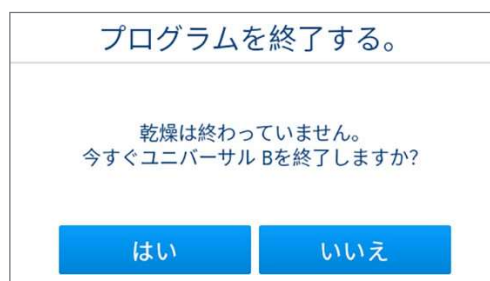 プログラムを終了する。
乾燥は終わっていません。
今すぐユニバーサル Bを終了しますか?
はい
いいえ